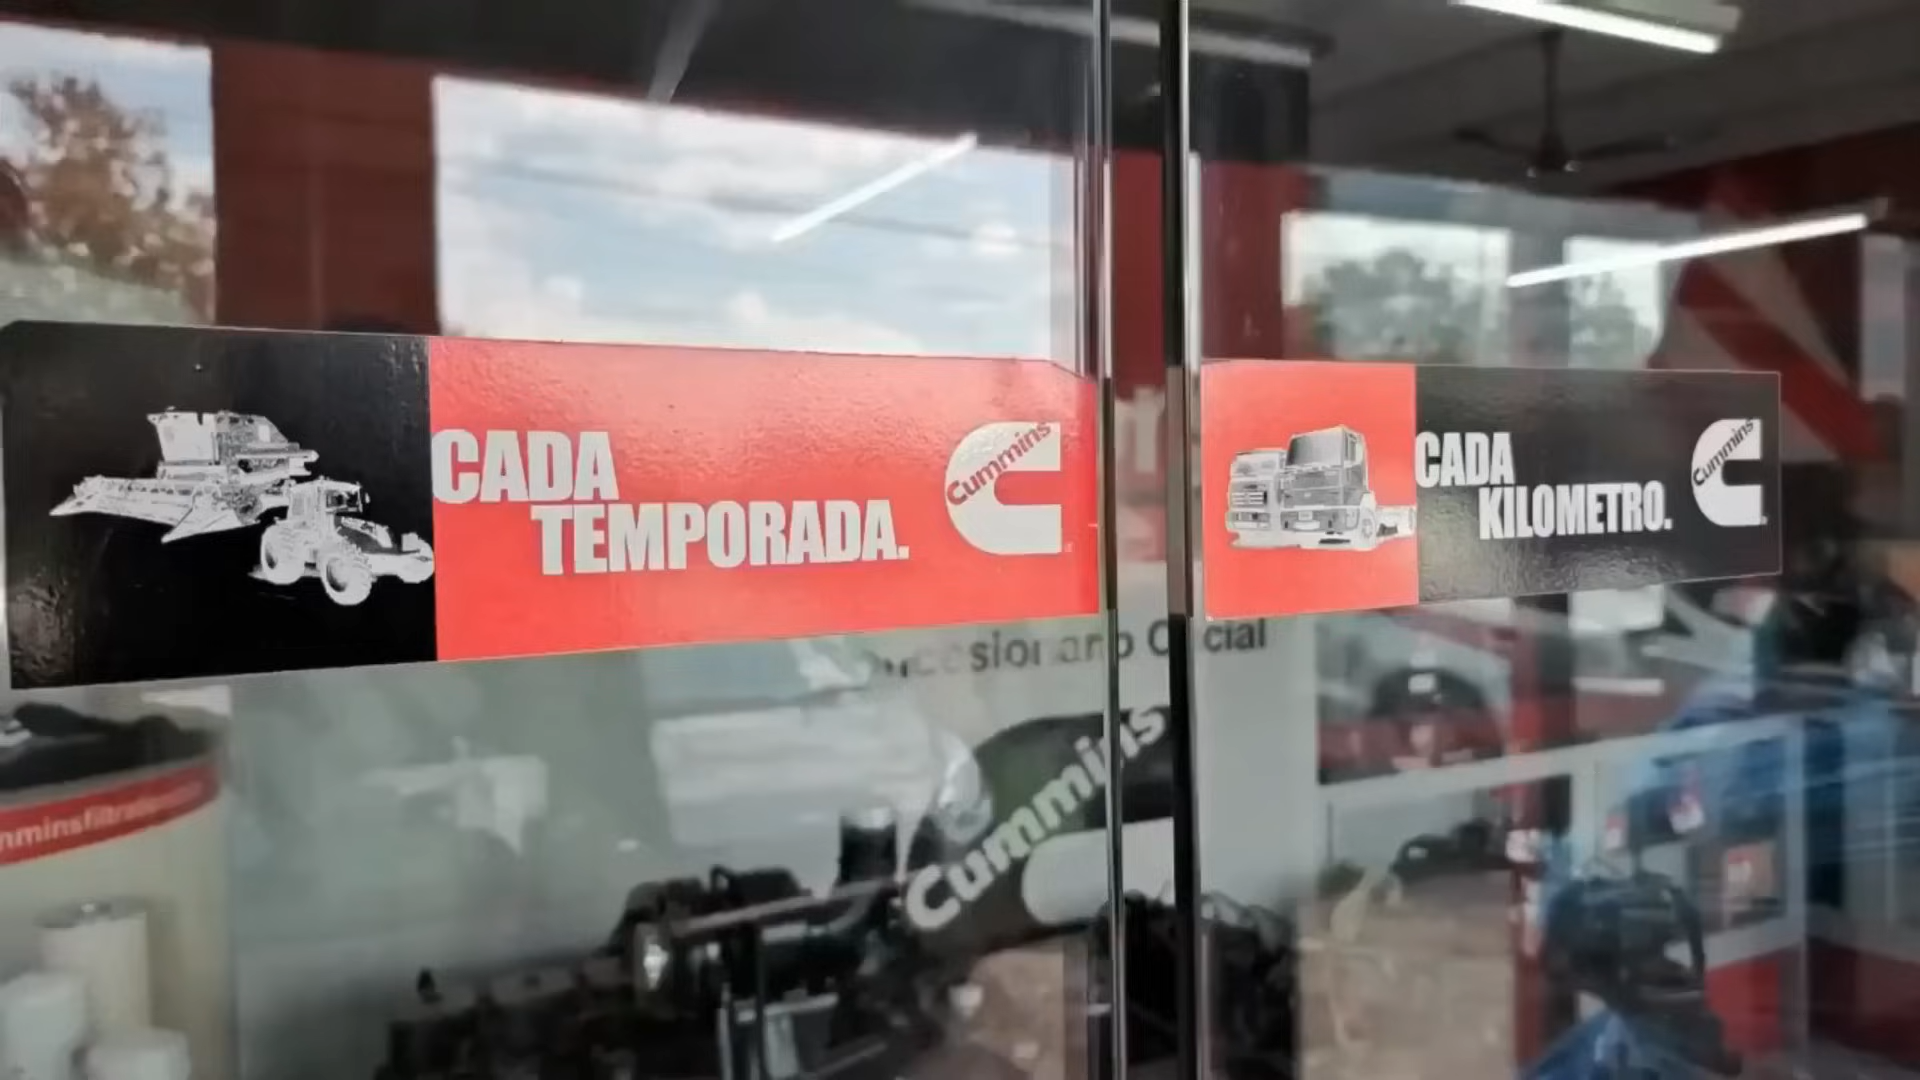 CADA
TEMPORADA.
Cummins
CADA
KILOMETRO.
Cummins
Cummins